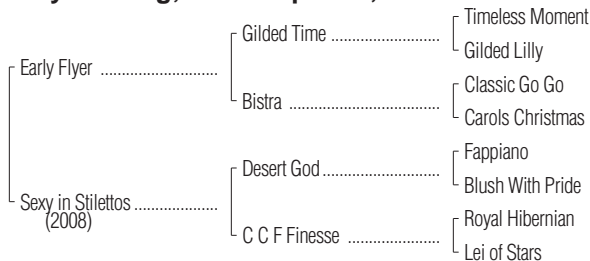 Timeless Moment
Gilded Time ........................
Gilded Lilly
Early Flyer ..........................
Classic Go Go
Bistra .................................
Carols Christmas
Fappiano
Desert God..........................
Blush With Pride
Sexy in Stilettos ..................
(2008)
Royal Hibernian
C C F Finesse ....................
Lei of Stars